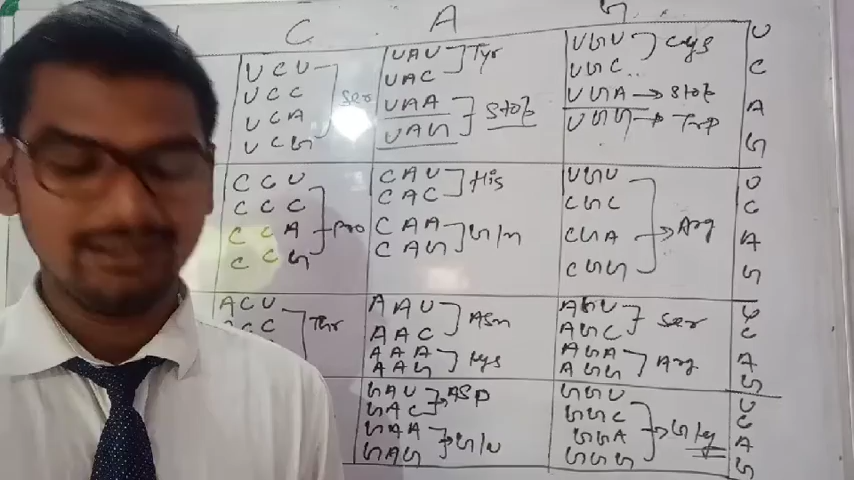 C A G
UCU
UCC
UCA
UCG
Ser
UAU
UAC
Tyr
UAA
UAG
Stop
UGU
UGC
Cys
UGA → Stop
UGG → Trp
U
C
A
G
CCU
CCC
CCA
CCG
Pro
CAU
CAC
His
CAA
CAG
Gln
UGU
CGC
CGA
CGG
→ Arg
U
C
A
G
ACU
Thr
AAU
AAC
Asn
AAA
AAG
Lys
AGU
AGC
Ser
AGA
AGG
Arg
U
C
A
G
GAU
GAC
ASP
GAA
GAG
Glu
GGU
GGC
GGA
GGG
→ Gly
U
C
A
G